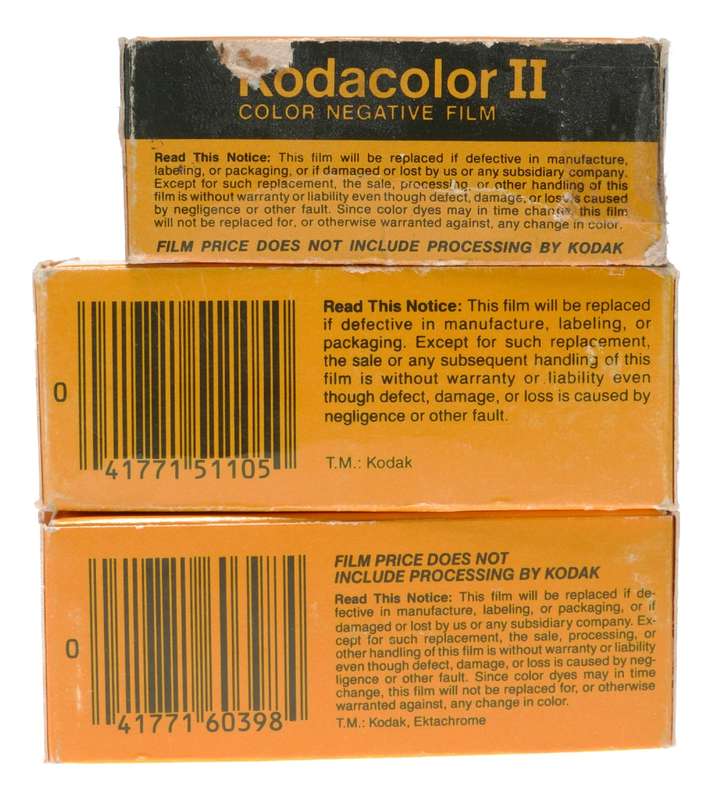 Kodacolor II
COLOR NEGATIVE FILM
Read This Notice: This film will be replaced if defective in manufacture,
labeling, or packaging, or if damaged or lost by us or any subsidiary company.
Except for such replacement, the sale, processing, or other handling of this
film is without warranty or liability even though defect, damage, or loss is caused
by negligence or other fault. Since color dyes may in time change, this film
will not be replaced for, or otherwise warranted against, any change in color.
FILM PRICE DOES NOT INCLUDE PROCESSING BY KODAK
Read This Notice: This film will be replaced
if defective in manufacture, labeling, or
packaging. Except for such replacement,
the sale or any subsequent handling of this
film is without warranty or liability even
though defect, damage, or loss is caused by
negligence or other fault.
T.M.: Kodak
0 41771 51105
FILM PRICE DOES NOT
INCLUDE PROCESSING BY KODAK
Read This Notice: This film will be replaced if de-
fective in manufacture, labeling, or packaging, or if
damaged or lost by us or any subsidiary company. Ex-
cept for such replacement, the sale, processing, or
other handling of this film is without warranty or liability
even though defect, damage, or loss is caused by neg-
ligence or other fault. Since color dyes may in time
change, this film will not be replaced for, or otherwise
warranted against, any change in color.
T.M.: Kodak, Ektachrome
0 41771 60398